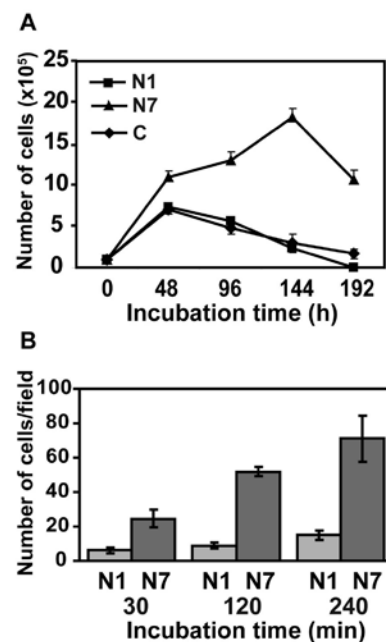 A
Number of cells (x10⁵)
25
20
15
10
5
0
N1
N7
C
0 48 96 144 192
Incubation time (h)
B
Number of cells/field
100
80
60
40
20
0
N1 N7 N1 N7 N1 N7
30 120 240
Incubation time (min)